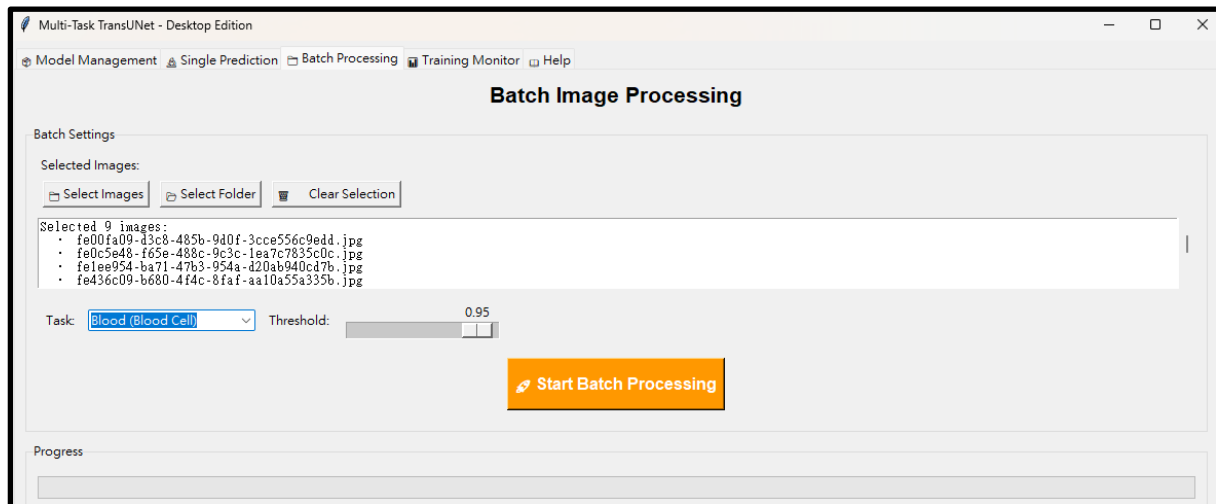 Multi-Task TransUNet - Desktop Edition
Model Management Single Prediction Batch Processing Training Monitor Help
Batch Image Processing
Batch Settings
Selected Images:
Select Images Select Folder Clear Selection
Selected 9 images:
· fe00fa09-d3c8-485b-9d0f-3cce556c9edd.jpg
· fe0c5e48-f65e-488c-9c3c-1ea7c7835c0c.jpg
· fe1ee954-ba71-47b3-954a-d20ab940cd7b.jpg
· fe436c09-b680-4f4c-8faf-aa10a55a335b.jpg
0.95
Task: Blood (Blood Cell) Threshold:
Start Batch Processing
Progress